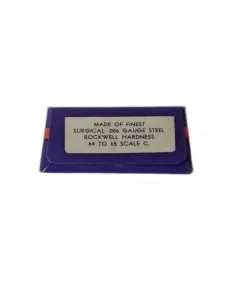 MADE OF FINEST
SURGICAL .006 GAUGE STEEL
ROCKWELL HARDNESS
64 TO 65 SCALE C.